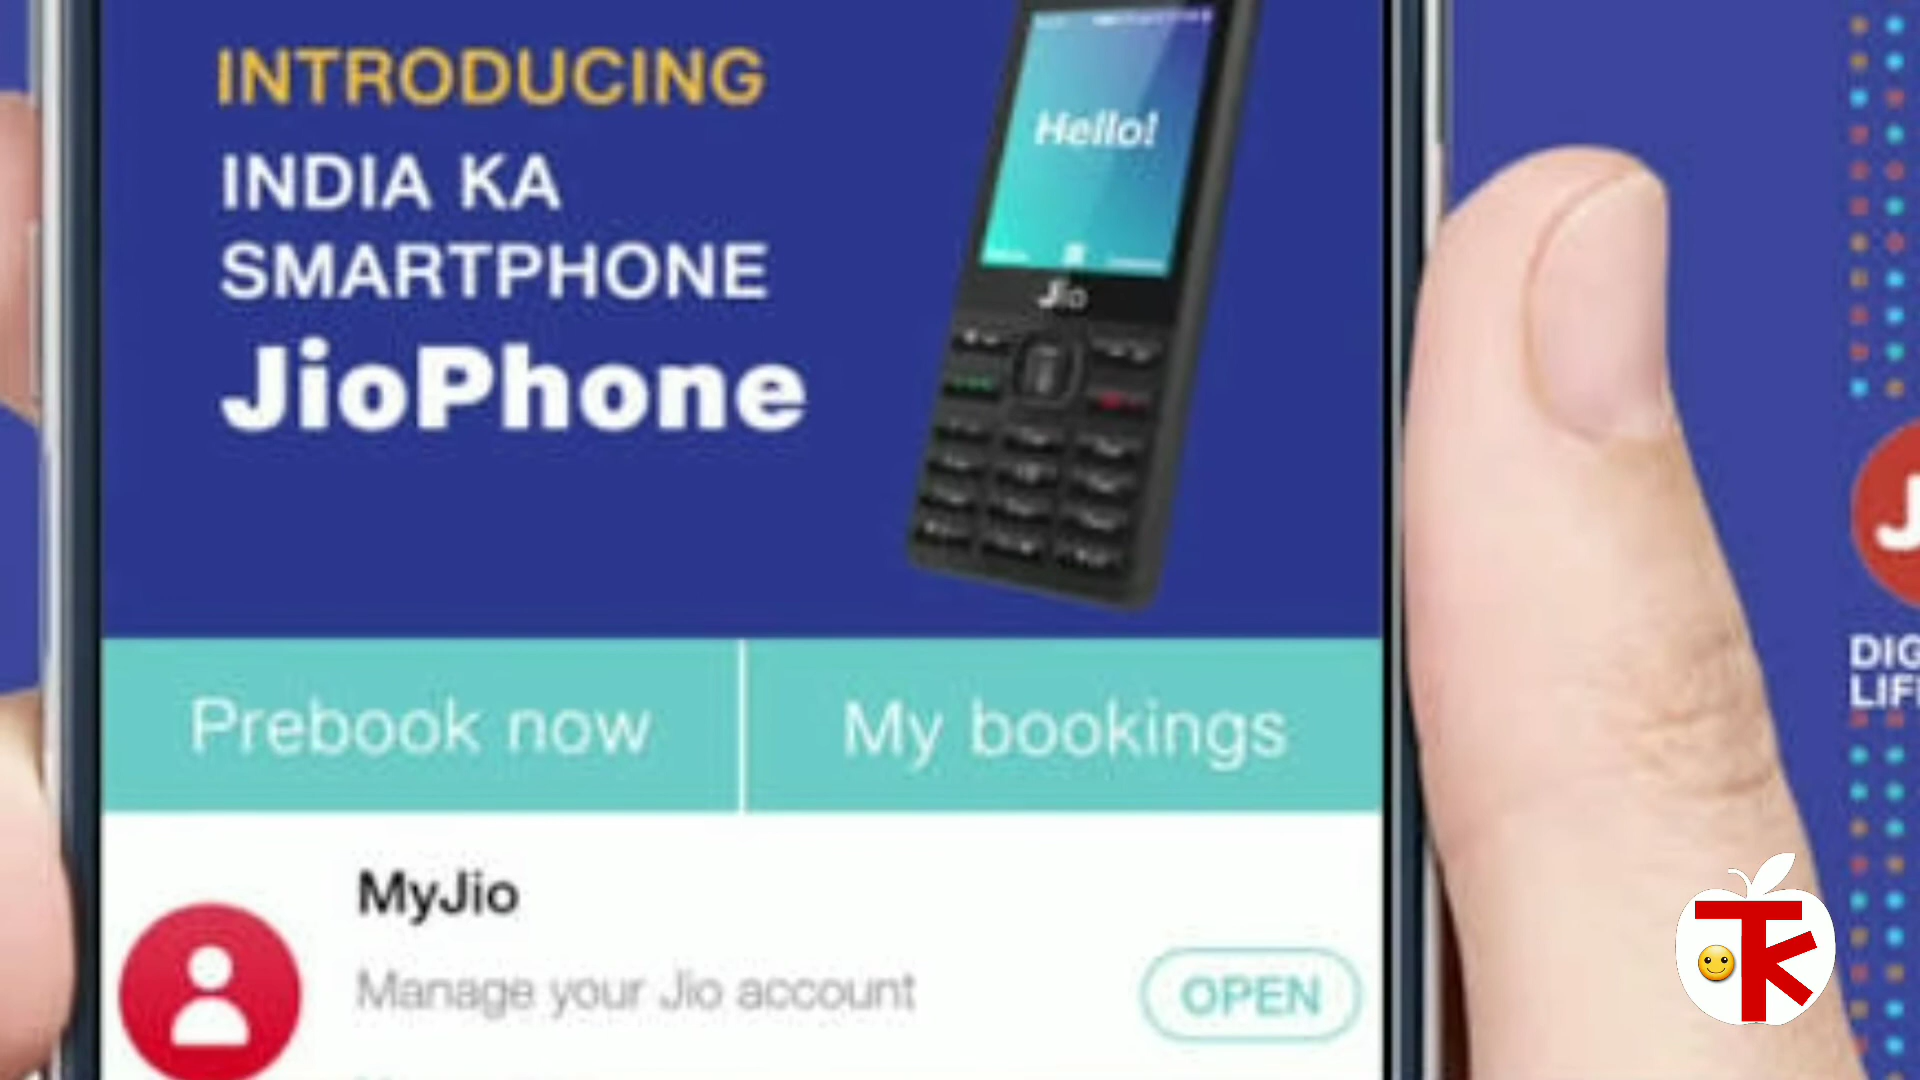 INTRODUCING
INDIA KA
SMARTPHONE
JioPhone
Hello!
Jio
Prebook now
My bookings
MyJio
Manage your Jio account
OPEN
J
DIG
LIF
TK